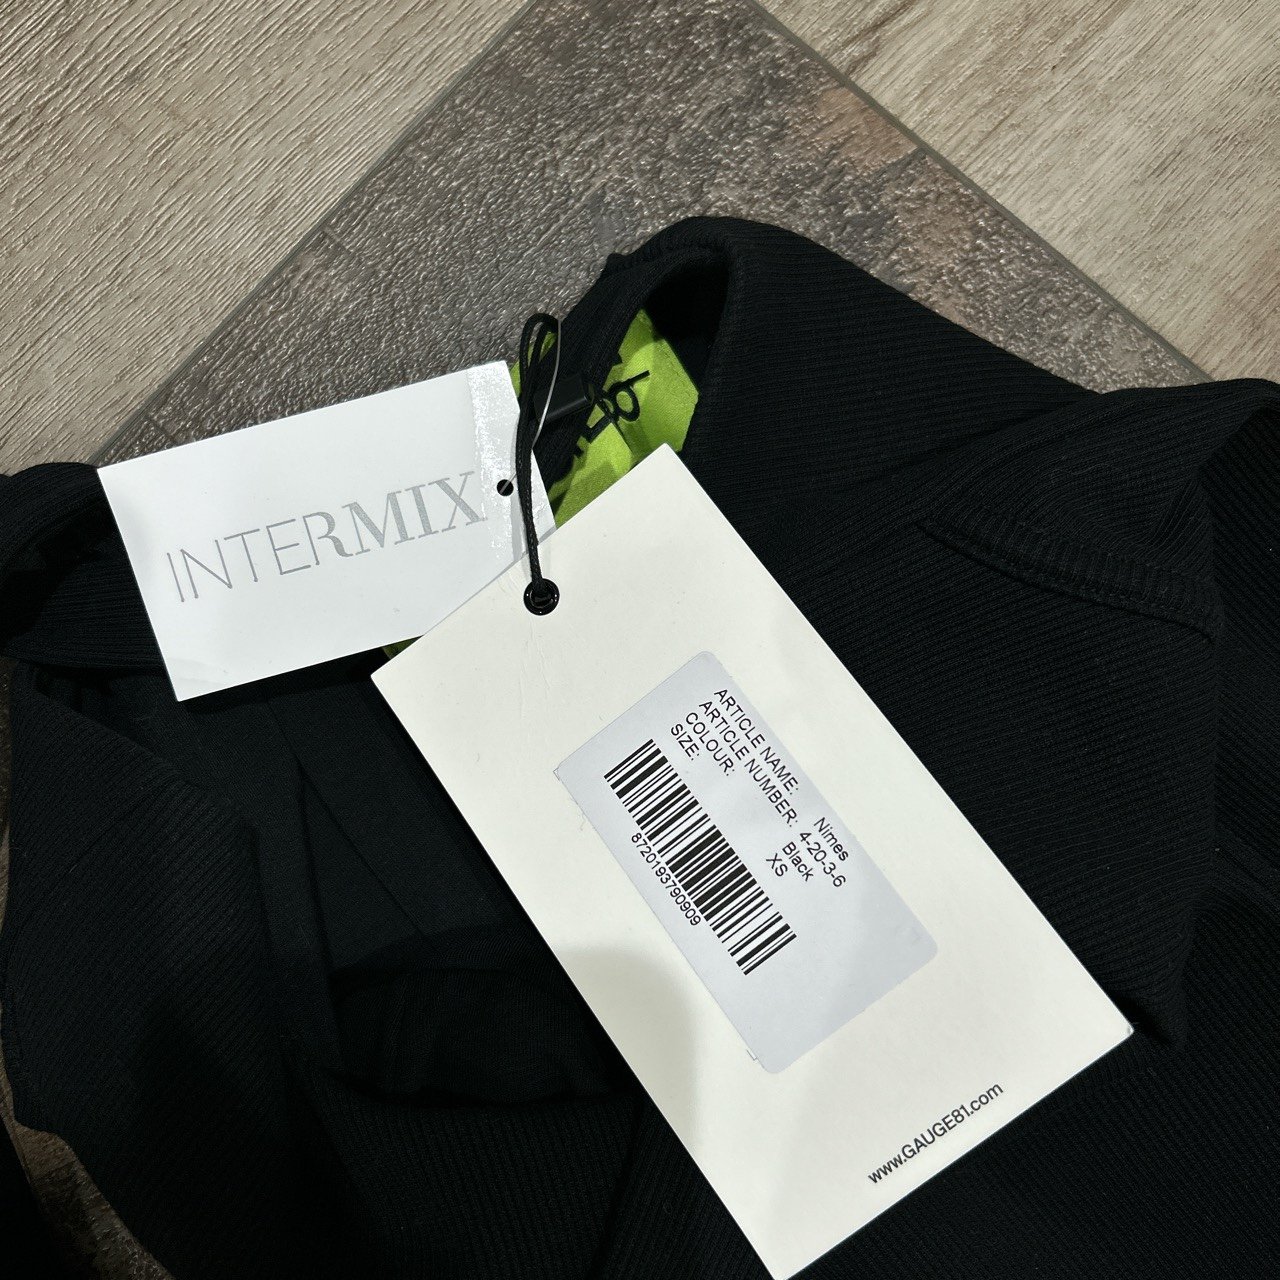 INTERMIX
ARTICLE NAME: Nimes
ARTICLE NUMBER: 4-20-3-6
COLOUR: Black
SIZE: XS
8720193790909
www.GAUGE81.com